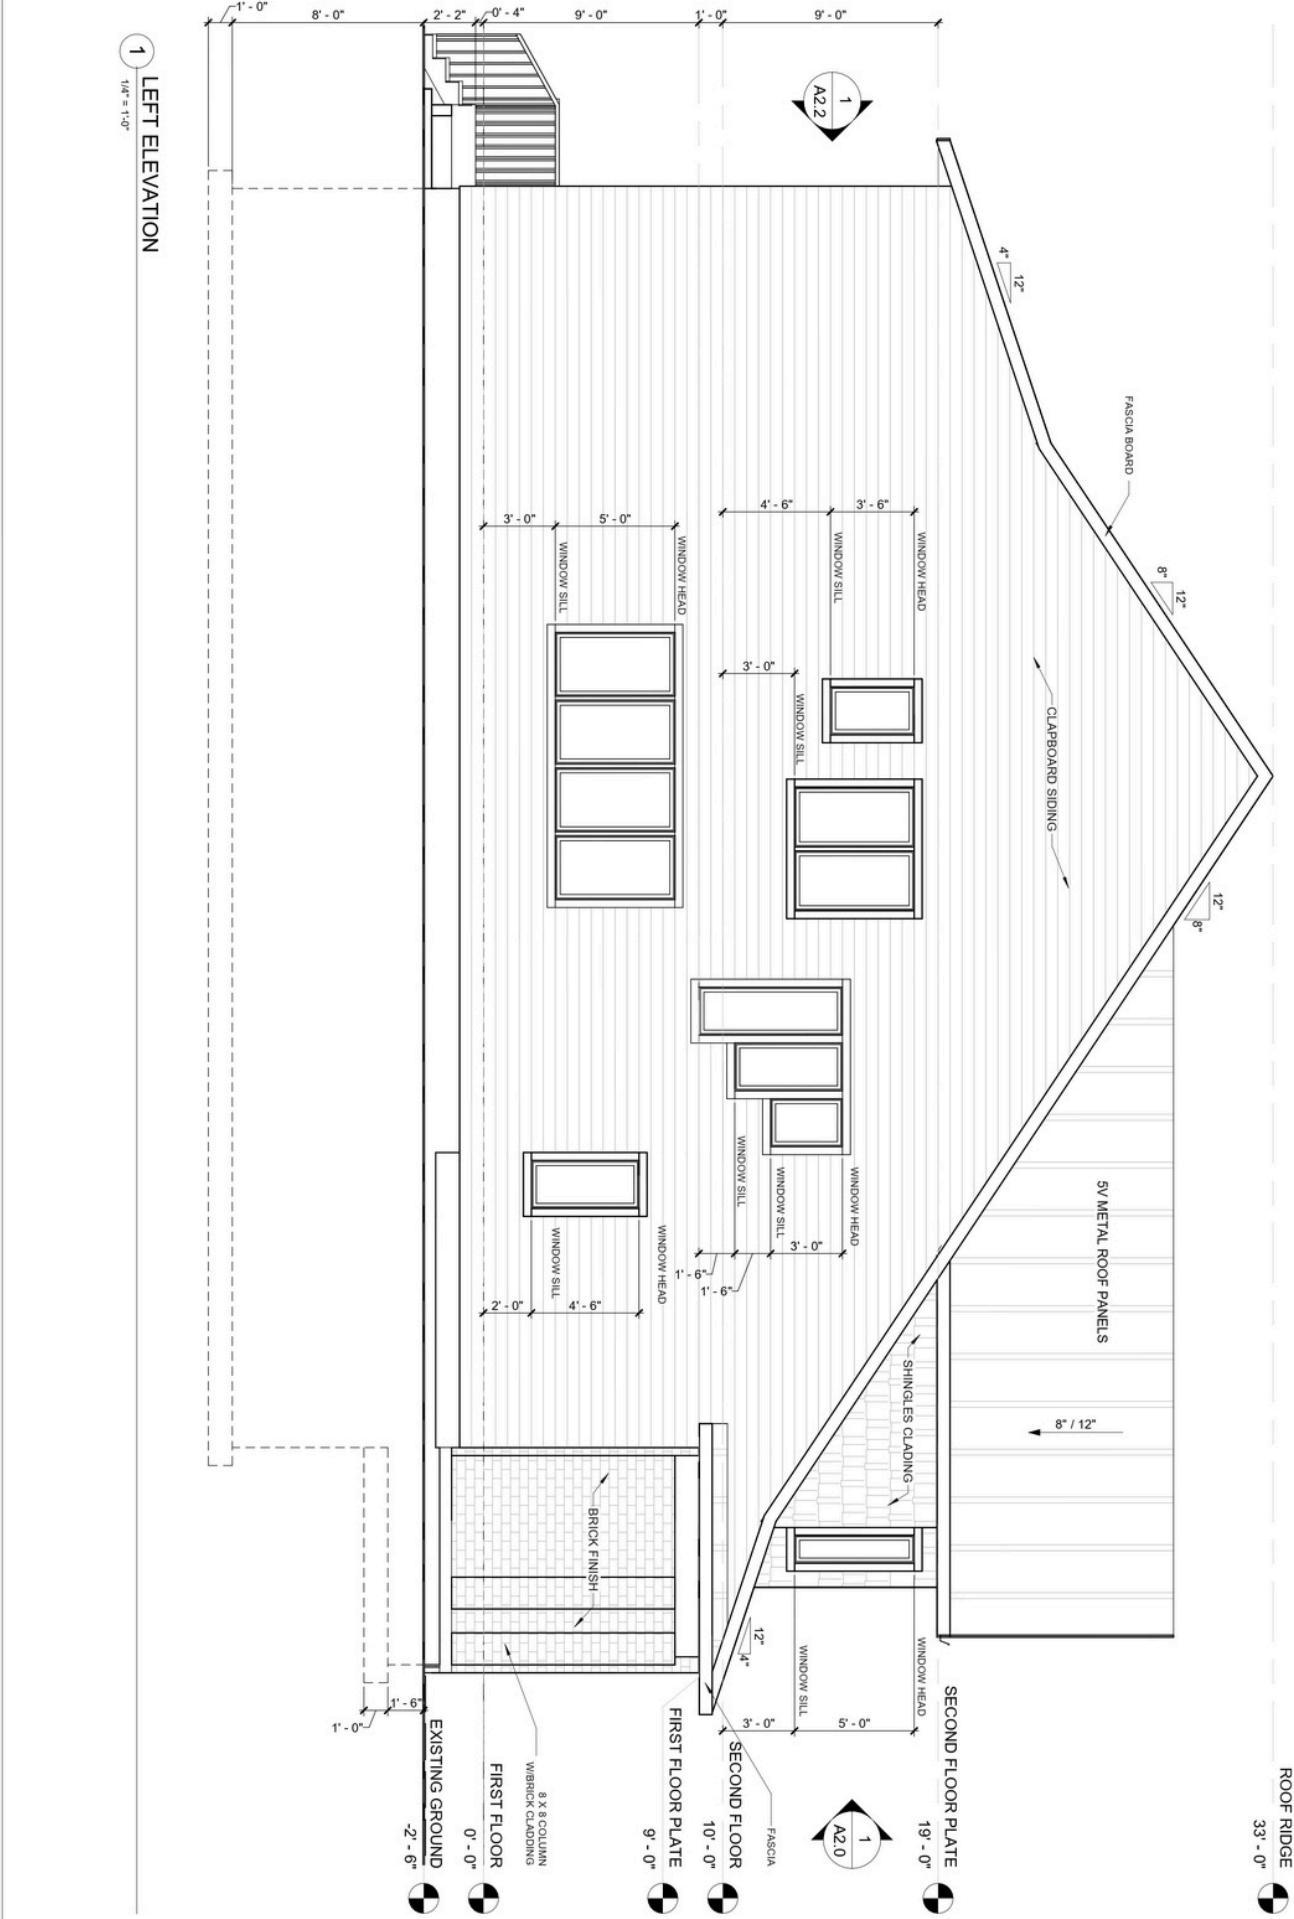 ROOF RIDGE
33' - 0"
SECOND FLOOR PLATE
19' - 0"
SECOND FLOOR
10' - 0"
FIRST FLOOR PLATE
9' - 0"
FIRST FLOOR
0' - 0"
EXISTING GROUND
-2' - 6"
1' - 0"
8' - 0"
2' - 2"
0' - 4"
9' - 0"
1' - 0"
9' - 0"
1
A2.2
4"
12"
FASCIA BOARD
8"
12"
12"
8"
CLAPBOARD SIDING
5V METAL ROOF PANELS
8" / 12"
SHINGLES CLADING
4' - 6"
3' - 6"
WINDOW HEAD
WINDOW SILL
3' - 0"
5' - 0"
WINDOW HEAD
WINDOW SILL
3' - 0"
WINDOW SILL
WINDOW HEAD
WINDOW SILL
WINDOW SILL
3' - 0"
1' - 6"
1' - 6"
WINDOW HEAD
WINDOW SILL
2' - 0"
4' - 6"
BRICK FINISH
12"
4"
WINDOW HEAD
WINDOW SILL
3' - 0"
5' - 0"
1
A2.0
FASCIA
8 X 8 COLUMN
W/BRICK CLADDING
1' - 6"
1' - 0"
1
LEFT ELEVATION
1/4" = 1'-0"